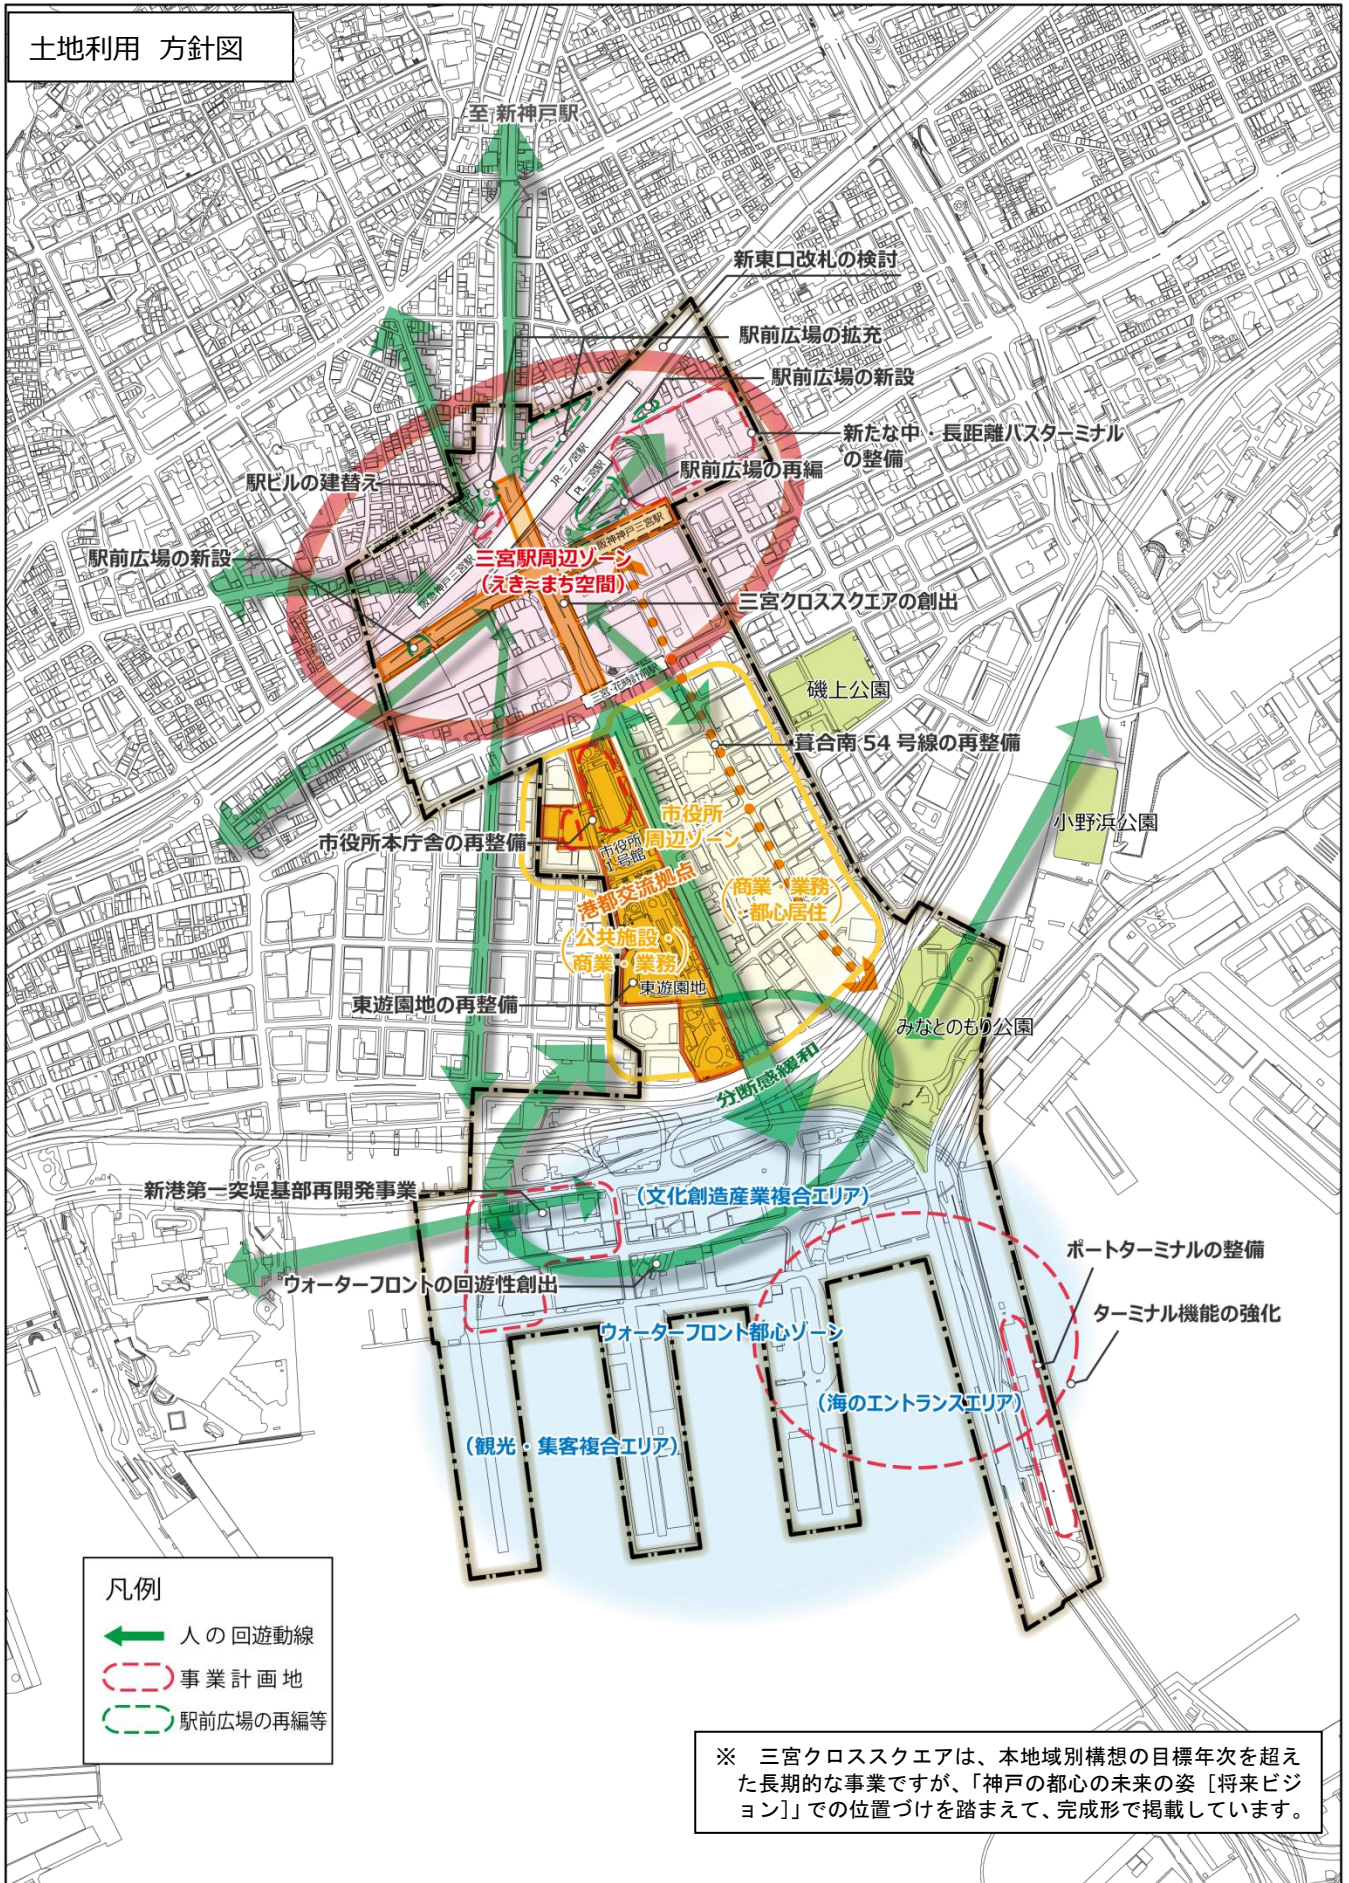 土地利用 方針図
至 新神戸駅
新東口改札の検討
駅前広場の拡充
駅前広場の新設
新たな中・長距離バスターミナル
の整備
駅前広場の再編
駅ビルの建替え
JR 三ノ宮駅
PL 三宮駅
阪神神戸三宮駅
阪急神戸三宮駅
駅前広場の新設
三宮駅周辺ゾーン
（えき~まち空間）
三宮クロススクエアの創出
三宮・花時計前駅
磯上公園
葺合南 54 号線の再整備
小野浜公園
市役所本庁舎の再整備
市役所
1号館
市役所
周辺ゾーン
港都交流拠点
（商業・業務
・都心居住）
（公共施設・
商業・業務）
東遊園地の再整備
東遊園地
みなとのもり公園
分断感緩和
新港第一突堤基部再開発事業
（文化創造産業複合エリア）
ウォーターフロントの回遊性創出
ポートターミナルの整備
ターミナル機能の強化
ウォーターフロント都心ゾーン
（海のエントランスエリア）
（観光・集客複合エリア）
凡例
人の回遊動線
事業計画地
駅前広場の再編等
※　三宮クロススクエアは、本地域別構想の目標年次を超え
た長期的な事業ですが、「神戸の都心の未来の姿［将来ビジ
ョン］」での位置づけを踏まえて、完成形で掲載しています。